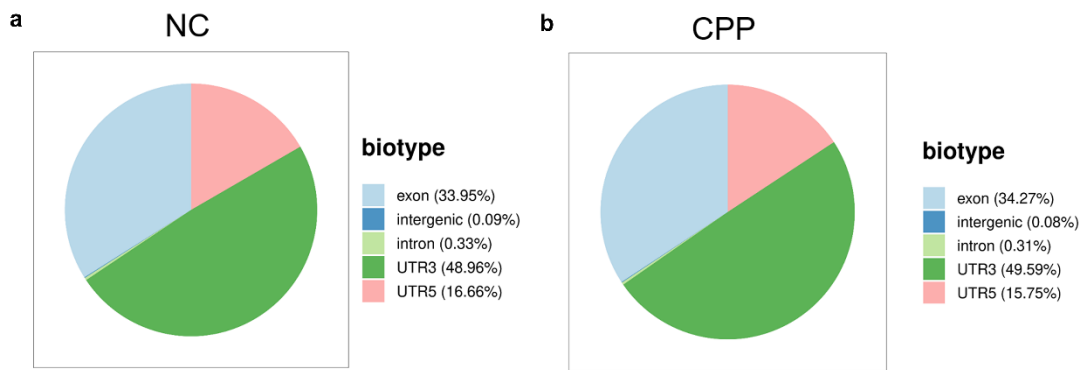 a
NC
biotype
exon (33.95%)
intergenic (0.09%)
intron (0.33%)
UTR3 (48.96%)
UTR5 (16.66%)
b
CPP
biotype
exon (34.27%)
intergenic (0.08%)
intron (0.31%)
UTR3 (49.59%)
UTR5 (15.75%)